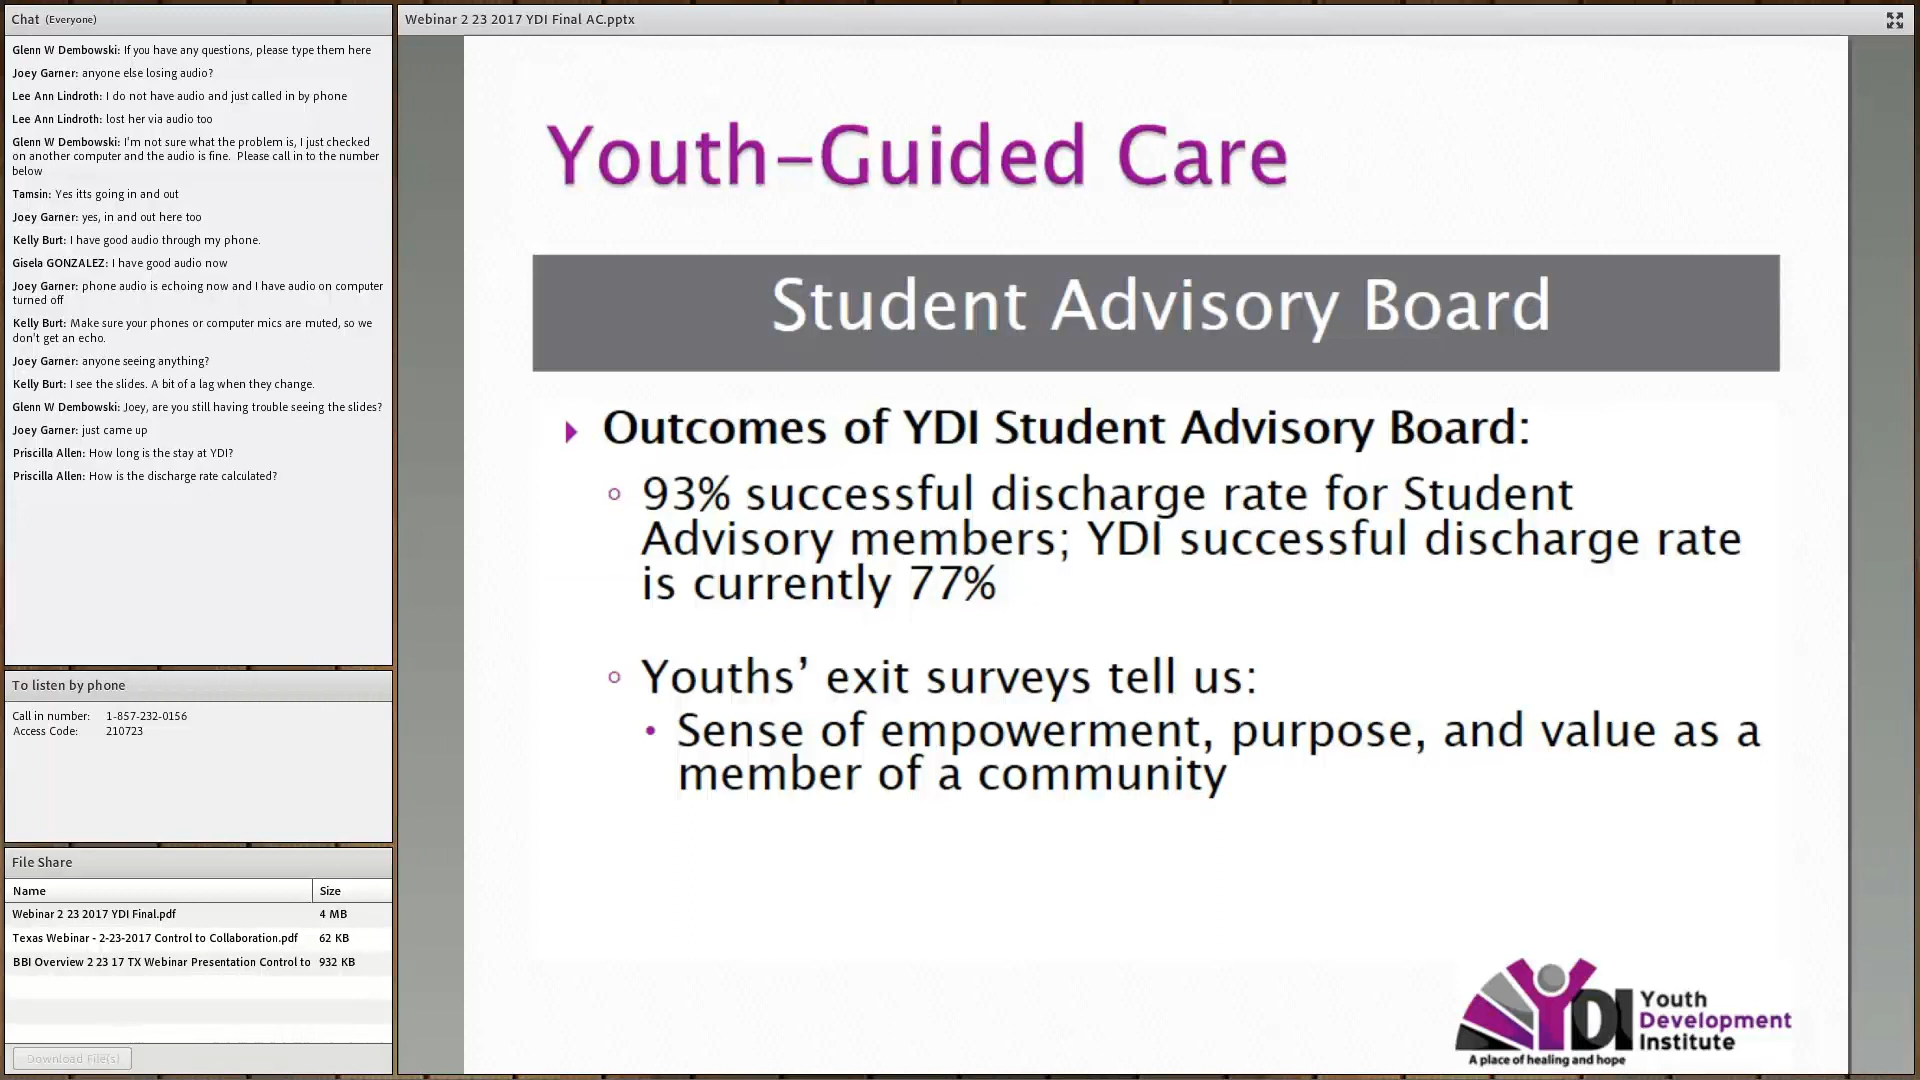 Chat (Everyone)
Glenn W Dembowski: If you have any questions, please type them here
Joey Garner: anyone else losing audio?
Lee Ann Lindroth: I do not have audio and just called in by phone
Lee Ann Lindroth: lost her via audio too
Glenn W Dembowski: I'm not sure what the problem is, I just checked
on another computer and the audio is fine.  Please call in to the number
below
Tamsin: Yes itts going in and out
Joey Garner: yes, in and out here too
Kelly Burt: I have good audio through my phone.
Gisela GONZALEZ: I have good audio now
Joey Garner: phone audio is echoing now and I have audio on computer
turned off
Kelly Burt: Make sure your phones or computer mics are muted, so we
don't get an echo.
Joey Garner: anyone seeing anything?
Kelly Burt: I see the slides. A bit of a lag when they change.
Glenn W Dembowski: Joey, are you still having trouble seeing the slides?
Joey Garner: just came up
Priscilla Allen: How long is the stay at YDI?
Priscilla Allen: How is the discharge rate calculated?
To listen by phone
Call in number: 1-857-232-0156
Access Code: 210723
File Share
Name Size
Webinar 2 23 2017 YDI Final.pdf 4 MB
Texas Webinar - 2-23-2017 Control to Collaboration.pdf 62 KB
BBI Overview 2 23 17 TX Webinar Presentation Control to 932 KB
Download File(s)
Webinar 2 23 2017 YDI Final AC.pptx
Youth-Guided Care
Student Advisory Board
Outcomes of YDI Student Advisory Board:
93% successful discharge rate for Student
Advisory members; YDI successful discharge rate
is currently 77%
Youths’ exit surveys tell us:
Sense of empowerment, purpose, and value as a
member of a community
YDI
Youth
Development
Institute
A place of healing and hope